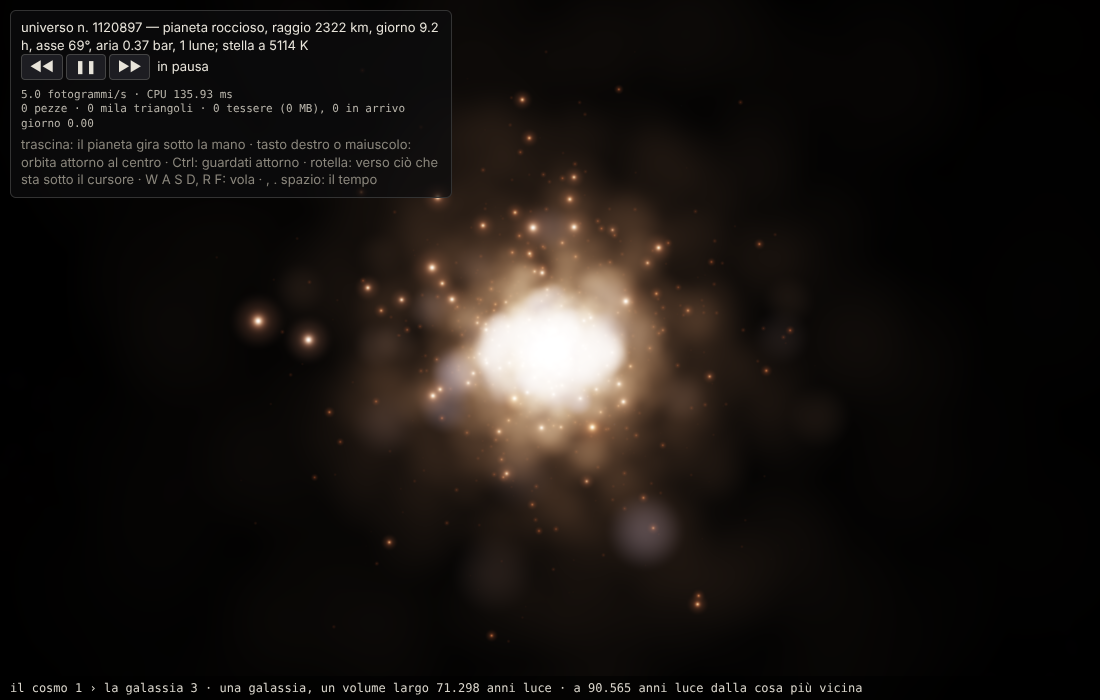 universo n. 1120897 — pianeta roccioso, raggio 2322 km, giorno 9.2
h, asse 69°, aria 0.37 bar, 1 lune; stella a 5114 K
in pausa
5.0 fotogrammi/s · CPU 135.93 ms
0 pezze · 0 mila triangoli · 0 tessere (0 MB), 0 in arrivo
giorno 0.00
trascina: il pianeta gira sotto la mano · tasto destro o maiuscolo:
orbita attorno al centro · Ctrl: guardati attorno · rotella: verso ciò che
sta sotto il cursore · W A S D, R F: vola · , . spazio: il tempo
il cosmo 1 › la galassia 3 · una galassia, un volume largo 71.298 anni luce · a 90.565 anni luce dalla cosa più vicina